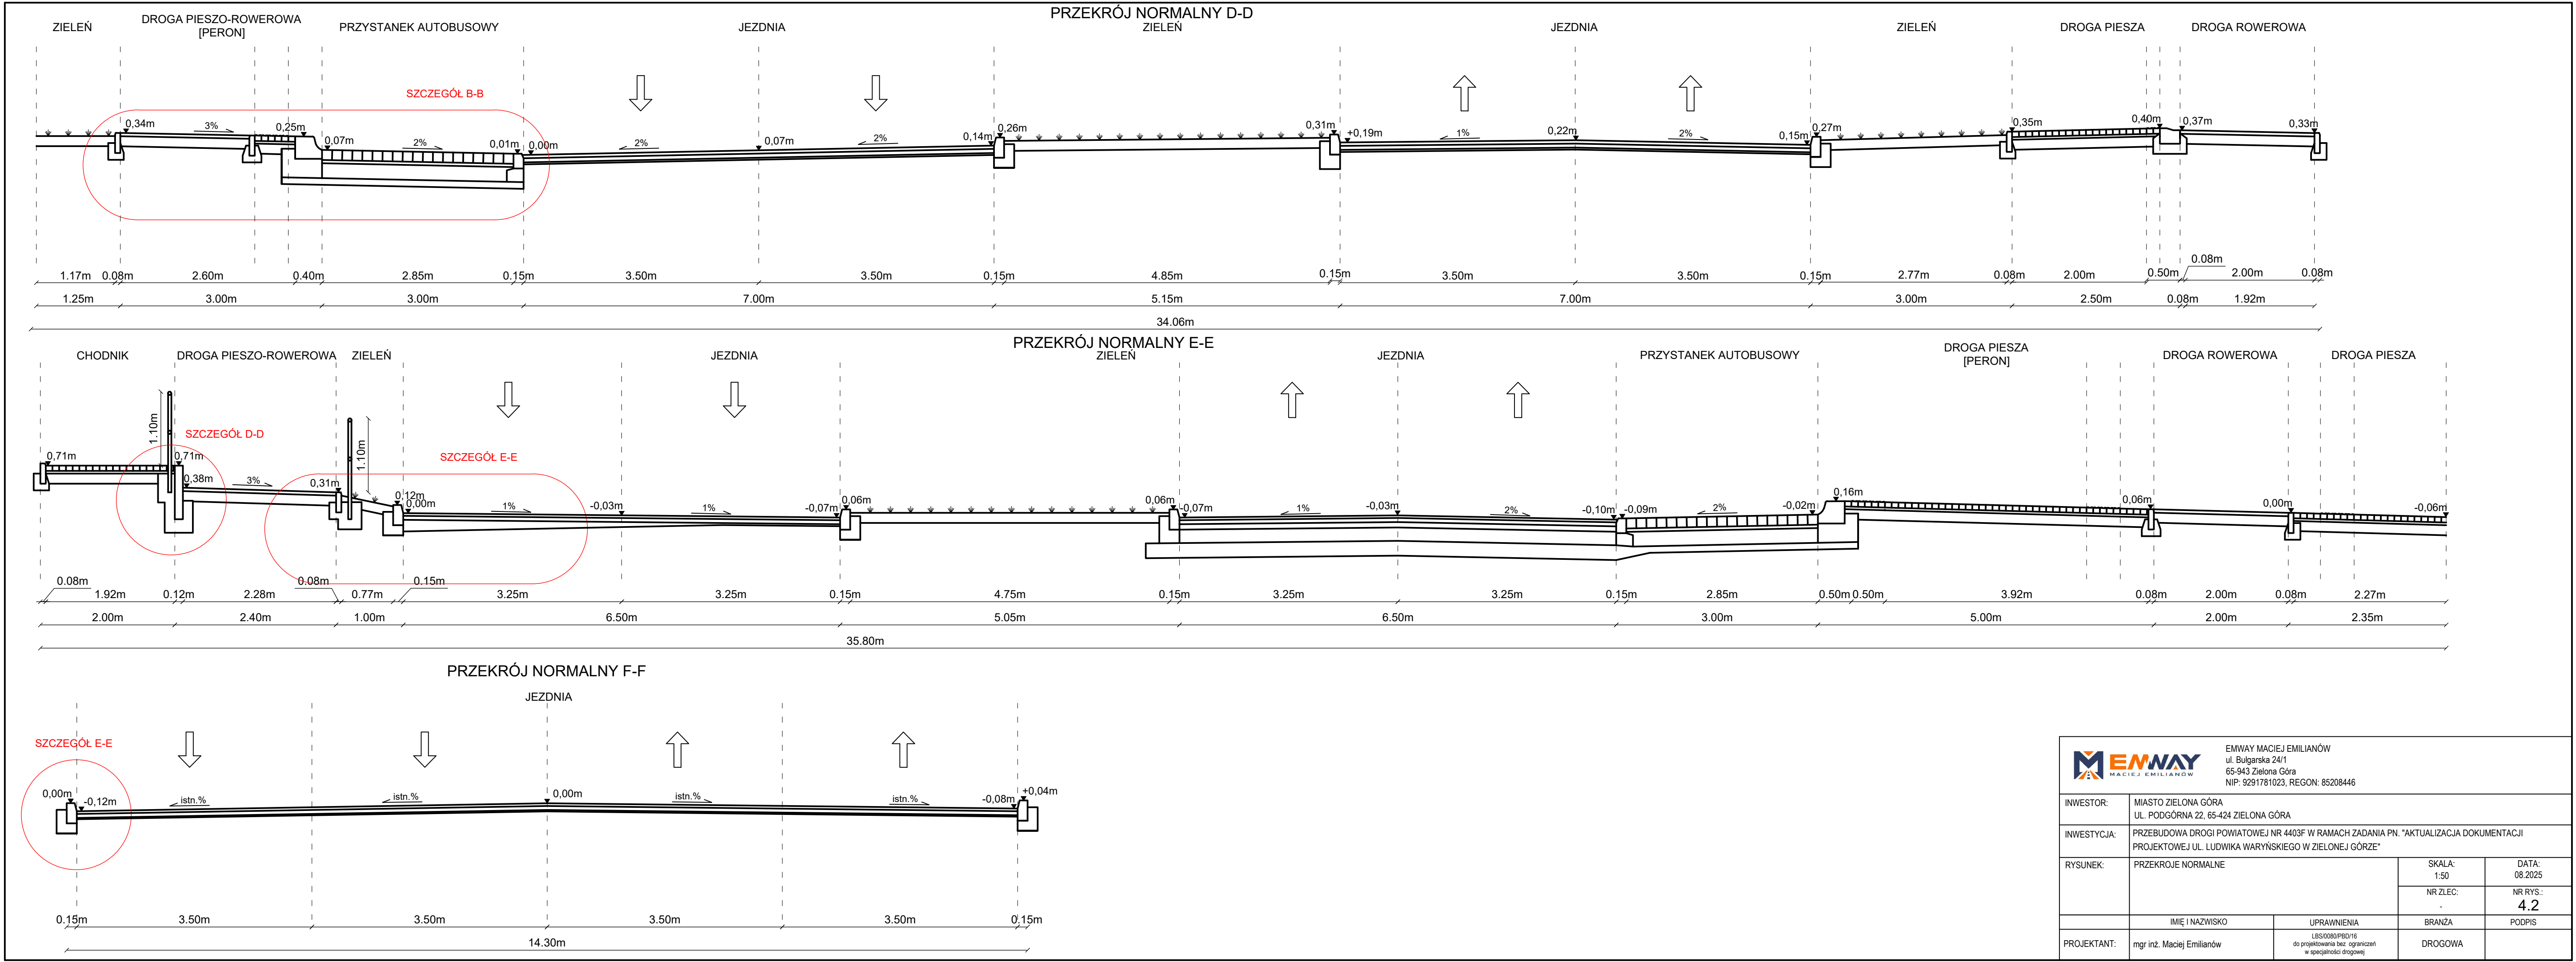 PRZEKRÓJ NORMALNY D-D
ZIELEŃ
DROGA PIESZO-ROWEROWA
[PERON]
PRZYSTANEK AUTOBUSOWY
JEZDNIA
ZIELEŃ
JEZDNIA
ZIELEŃ
DROGA PIESZA
DROGA ROWEROWA
SZCZEGÓŁ B-B
0,34m 3% 0,25m 0,07m 2% 0,01m 0,00m 2% 0,07m 2% 0,14m 0,26m 0,31m +0,19m 1% 0,22m 2% 0,15m 0,27m 0,35m 0,40m 0,37m 0,33m
1.17m 0.08m 2.60m 0.40m 2.85m 0.15m 3.50m 3.50m 0.15m 4.85m 0.15m 3.50m 3.50m 0.15m 2.77m 0.08m 2.00m 0.50m 0.08m 2.00m 0.08m
1.25m 3.00m 3.00m 7.00m 5.15m 7.00m 3.00m 2.50m 0.08m 1.92m
34.06m
PRZEKRÓJ NORMALNY E-E
CHODNIK
DROGA PIESZO-ROWEROWA
ZIELEŃ
JEZDNIA
ZIELEŃ
JEZDNIA
PRZYSTANEK AUTOBUSOWY
DROGA PIESZA
[PERON]
DROGA ROWEROWA
DROGA PIESZA
1.10m
SZCZEGÓŁ D-D
1.10m
SZCZEGÓŁ E-E
0,71m 0,71m 0,38m 3% 0,31m 0,12m 0,00m 1% -0,03m 1% -0,07m 0,06m 0,06m -0,07m 1% -0,03m 2% -0,10m -0,09m 2% -0,02m 0,16m 0,06m 0,00m -0,06m
0.08m 1.92m 0.12m 2.28m 0.08m 0.77m 0.15m 3.25m 3.25m 0.15m 4.75m 0.15m 3.25m 3.25m 0.15m 2.85m 0.50m 0.50m 3.92m 0.08m 2.00m 0.08m 2.27m
2.00m 2.40m 1.00m 6.50m 5.05m 6.50m 3.00m 5.00m 2.00m 2.35m
35.80m
PRZEKRÓJ NORMALNY F-F
JEZDNIA
SZCZEGÓŁ E-E
0,00m -0,12m istn.% istn.% 0,00m istn.% istn.% -0,08m +0,04m
0.15m 3.50m 3.50m 3.50m 3.50m 0.15m
14.30m
EMWAY
MACIEJ EMILIANÓW
EMWAY MACIEJ EMILIANÓW
ul. Bułgarska 24/1
65-943 Zielona Góra
NIP: 9291781023, REGON: 85208446
INWESTOR: MIASTO ZIELONA GÓRA
UL. PODGÓRNA 22, 65-424 ZIELONA GÓRA
INWESTYCJA: PRZEBUDOWA DROGI POWIATOWEJ NR 4403F W RAMACH ZADANIA PN. "AKTUALIZACJA DOKUMENTACJI
PROJEKTOWEJ UL. LUDWIKA WARYŃSKIEGO W ZIELONEJ GÓRZE"
RYSUNEK: PRZEKROJE NORMALNE
SKALA:
1:50
DATA:
08.2025
NR ZLEC:
-
NR RYS.:
4.2
IMIĘ I NAZWISKO UPRAWNIENIA BRANŻA PODPIS
PROJEKTANT: mgr inż. Maciej Emilianów
LBS/0080/PBD/16
do projektowania bez ograniczeń
w specjalności drogowej
DROGOWA